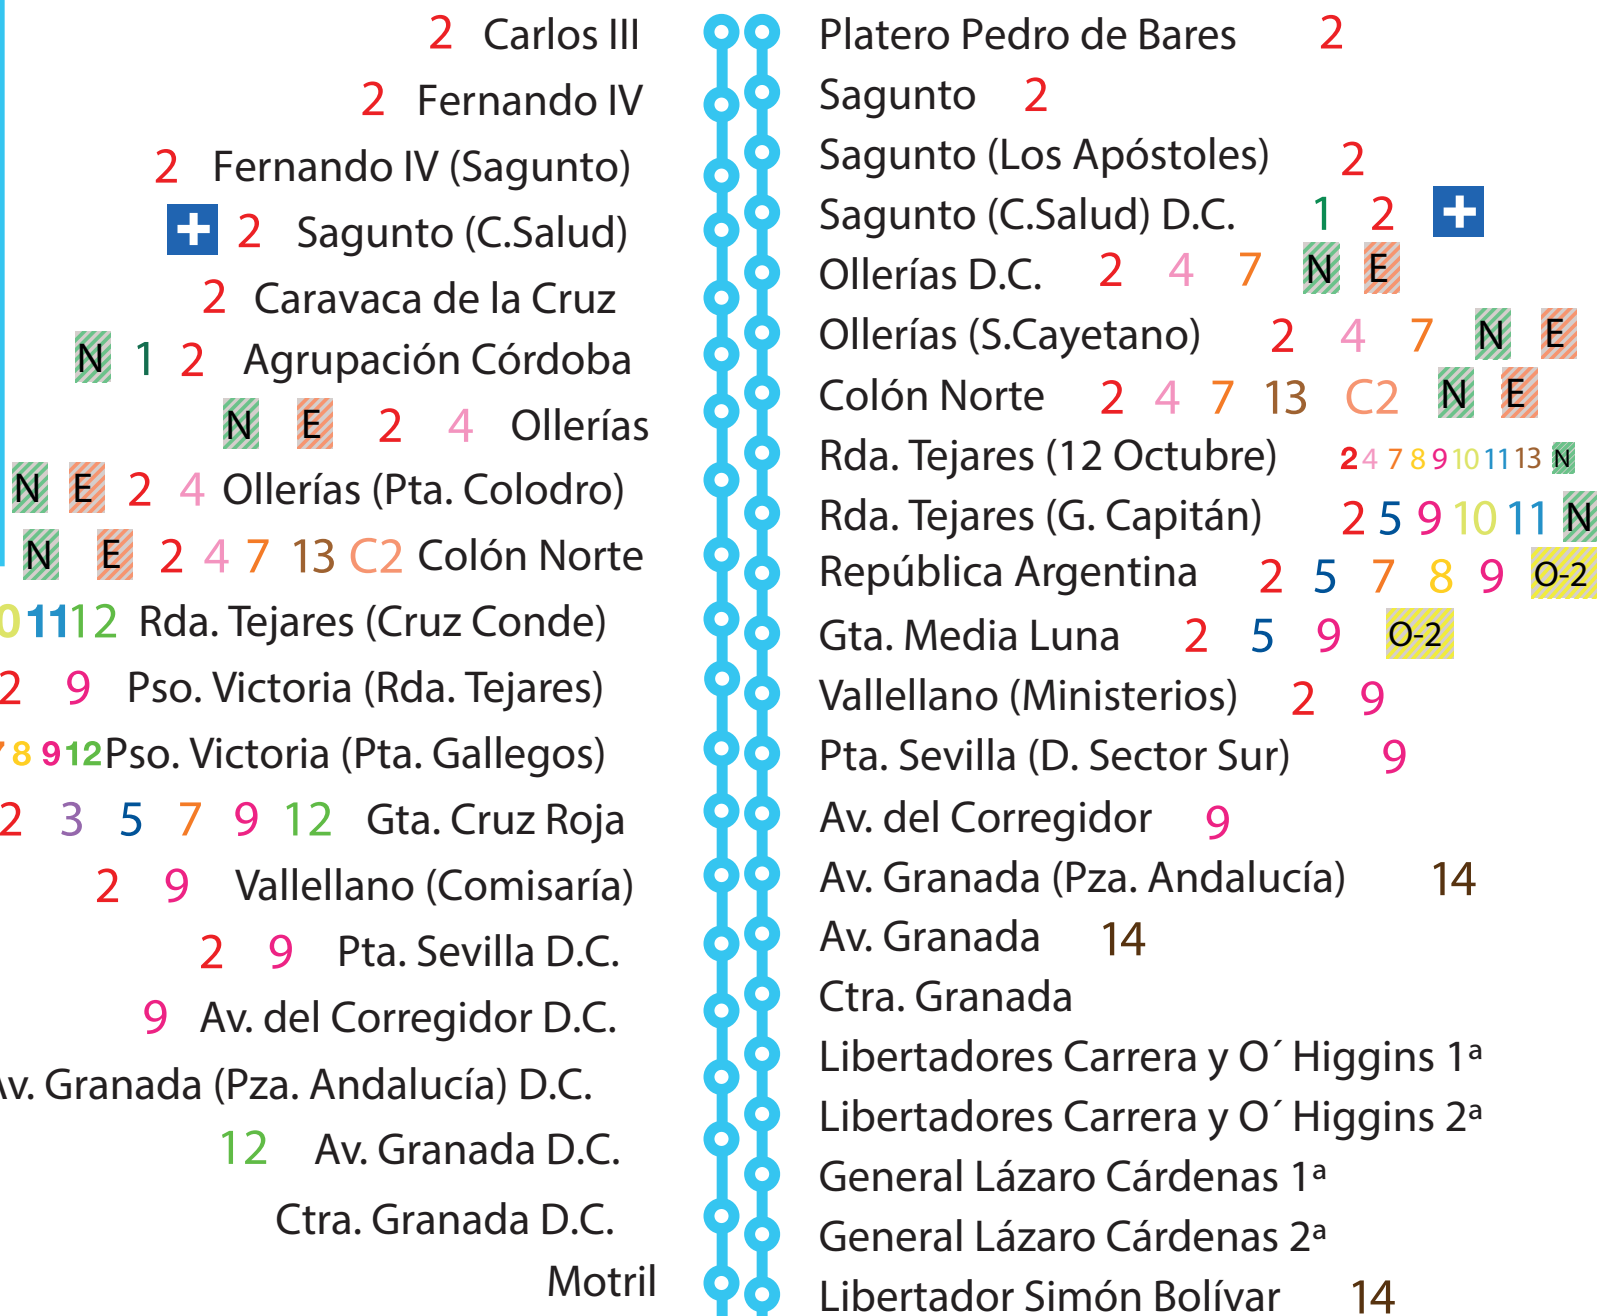 2 Carlos III
2 Fernando IV
2 Fernando IV (Sagunto)
2 Sagunto (C.Salud)
2 Caravaca de la Cruz
N 1 2 Agrupación Córdoba
N E 2 4 Ollerías
N E 2 4 Ollerías (Pta. Colodro)
N E 2 4 7 13 C2 Colón Norte
11 12 Rda. Tejares (Cruz Conde)
2 9 Pso. Victoria (Rda. Tejares)
8 9 12 Pso. Victoria (Pta. Gallegos)
2 3 5 7 9 12 Gta. Cruz Roja
2 9 Vallellano (Comisaría)
2 9 Pta. Sevilla D.C.
9 Av. del Corregidor D.C.
Av. Granada (Pza. Andalucía) D.C.
12 Av. Granada D.C.
Ctra. Granada D.C.
Motril
Platero Pedro de Bares 2
Sagunto 2
Sagunto (Los Apóstoles) 2
Sagunto (C.Salud) D.C. 1 2
Ollerías D.C. 2 4 7 N E
Ollerías (S.Cayetano) 2 4 7 N E
Colón Norte 2 4 7 13 C2 N E
Rda. Tejares (12 Octubre) 2 4 7 8 9 10 11 13 N
Rda. Tejares (G. Capitán) 2 5 9 10 11 N
República Argentina 2 5 7 8 9 O-2
Gta. Media Luna 2 5 9 O-2
Vallellano (Ministerios) 2 9
Pta. Sevilla (D. Sector Sur) 9
Av. del Corregidor 9
Av. Granada (Pza. Andalucía) 14
Av. Granada 14
Ctra. Granada
Libertadores Carrera y O´ Higgins 1ª
Libertadores Carrera y O´ Higgins 2ª
General Lázaro Cárdenas 1ª
General Lázaro Cárdenas 2ª
Libertador Simón Bolívar 14